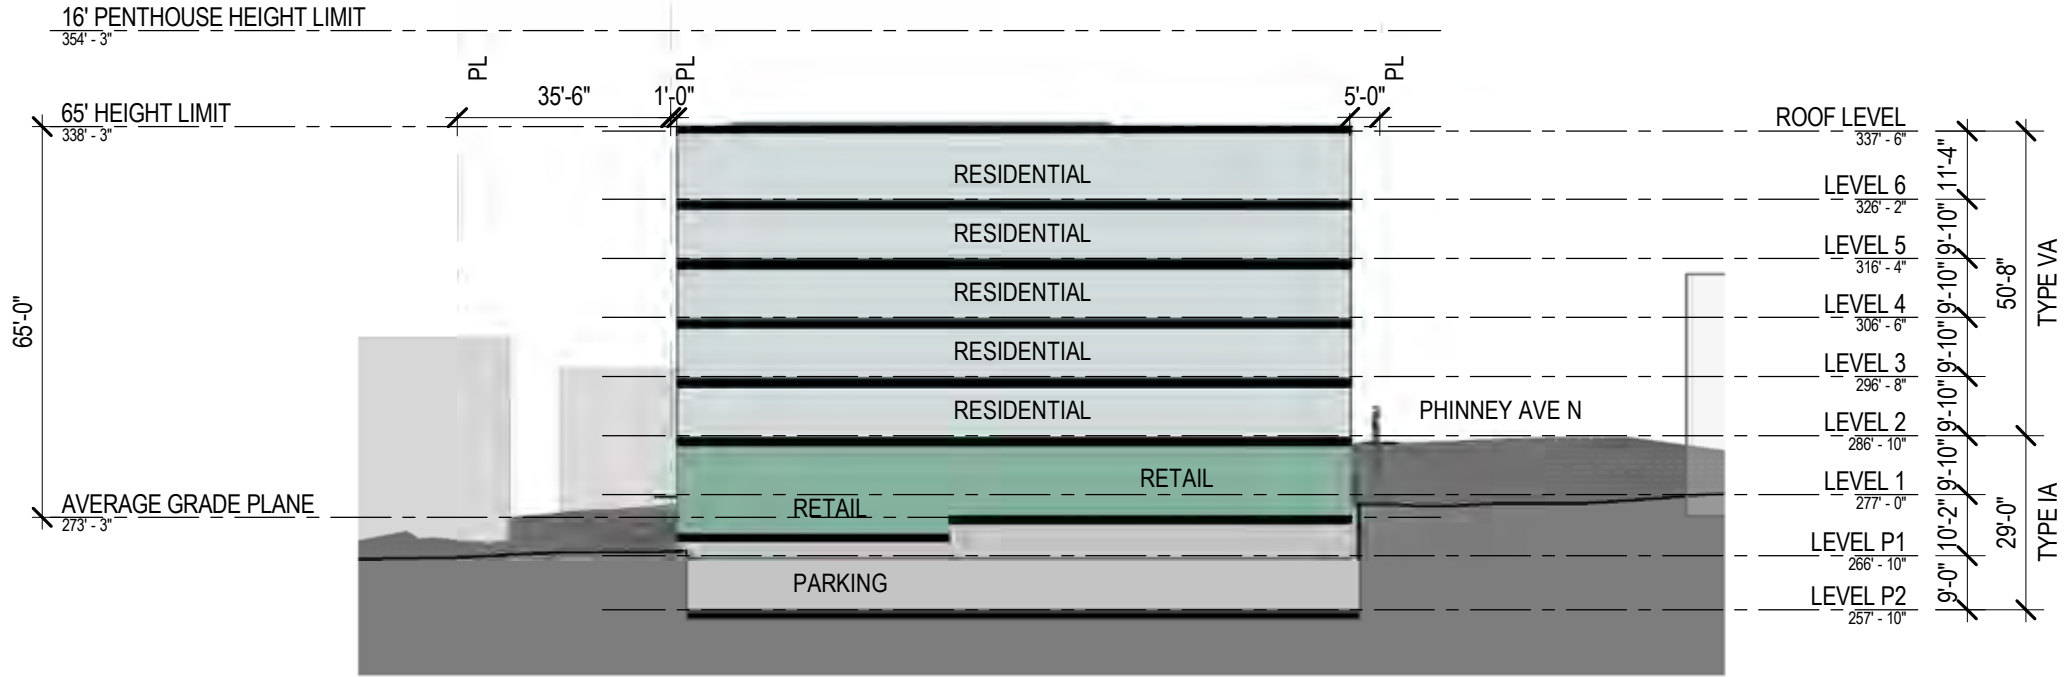 16' PENTHOUSE HEIGHT LIMIT
354' - 3"
PL
PL
PL
35'-6"
1'-0"
5'-0"
65' HEIGHT LIMIT
338' - 3"
ROOF LEVEL
337' - 6"
11'-4"
RESIDENTIAL
LEVEL 6
326' - 2"
9'-10"
RESIDENTIAL
LEVEL 5
316' - 4"
9'-10"
RESIDENTIAL
LEVEL 4
306' - 6"
9'-10"
RESIDENTIAL
LEVEL 3
296' - 8"
9'-10"
RESIDENTIAL
PHINNEY AVE N
LEVEL 2
286' - 10"
50'-8"
TYPE VA
65'-0"
9'-10"
RETAIL
LEVEL 1
277' - 0"
AVERAGE GRADE PLANE
273' - 3"
RETAIL
10'-2"
LEVEL P1
266' - 10"
29'-0"
TYPE IA
PARKING
9'-0"
LEVEL P2
257' - 10"